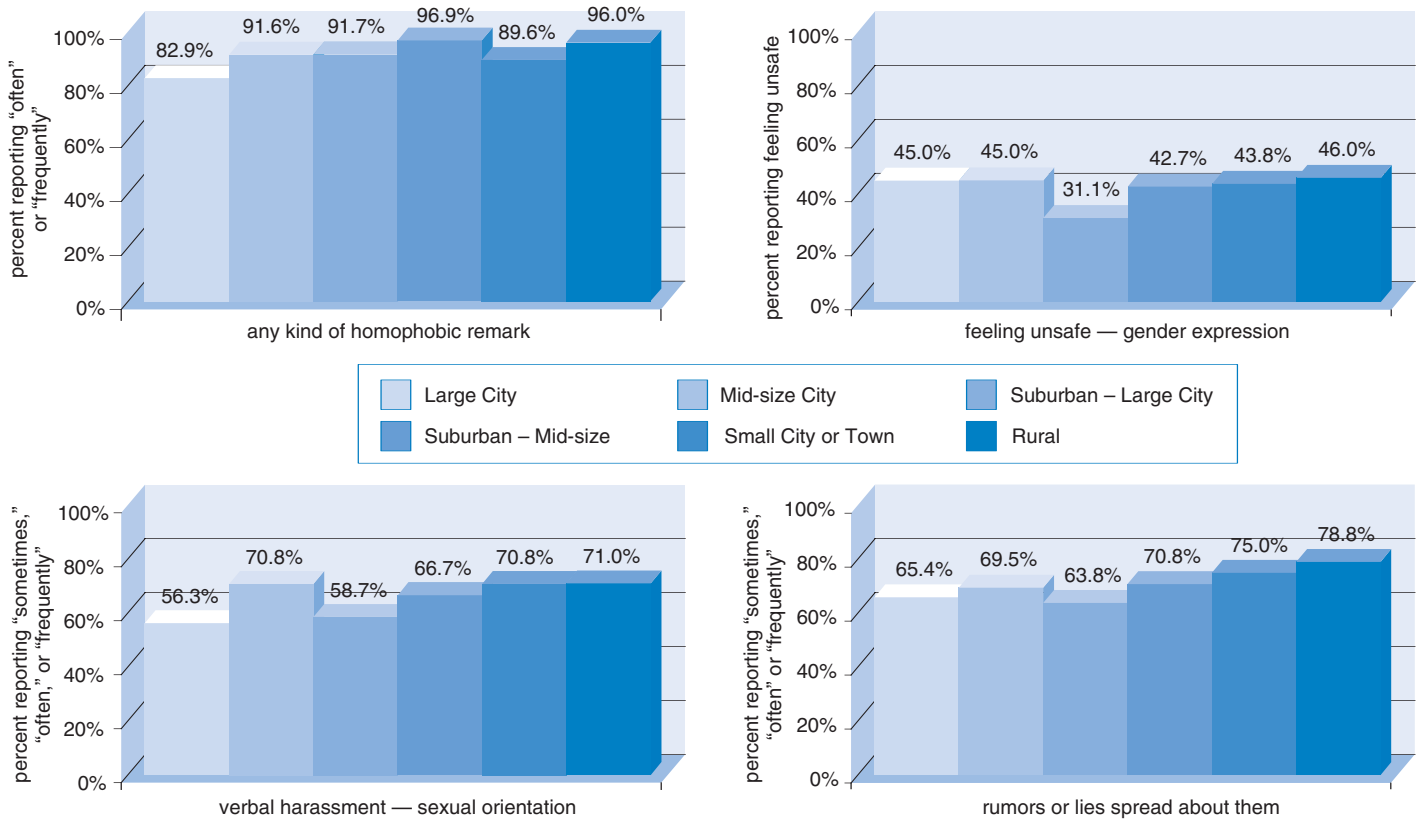 percent reporting “often”
or “frequently”
100%
80%
60%
40%
20%
0%
82.9%
91.6%
91.7%
96.9%
89.6%
96.0%
any kind of homophobic remark
percent reporting feeling unsafe
100%
80%
60%
40%
20%
0%
45.0%
45.0%
31.1%
42.7%
43.8%
46.0%
feeling unsafe — gender expression
Large City
Mid-size City
Suburban – Large City
Suburban – Mid-size
Small City or Town
Rural
percent reporting “sometimes,”
“often,” or “frequently”
100%
80%
60%
40%
20%
0%
56.3%
70.8%
58.7%
66.7%
70.8%
71.0%
verbal harassment — sexual orientation
percent reporting “sometimes,”
“often” or “frequently”
100%
80%
60%
40%
20%
0%
65.4%
69.5%
63.8%
70.8%
75.0%
78.8%
rumors or lies spread about them